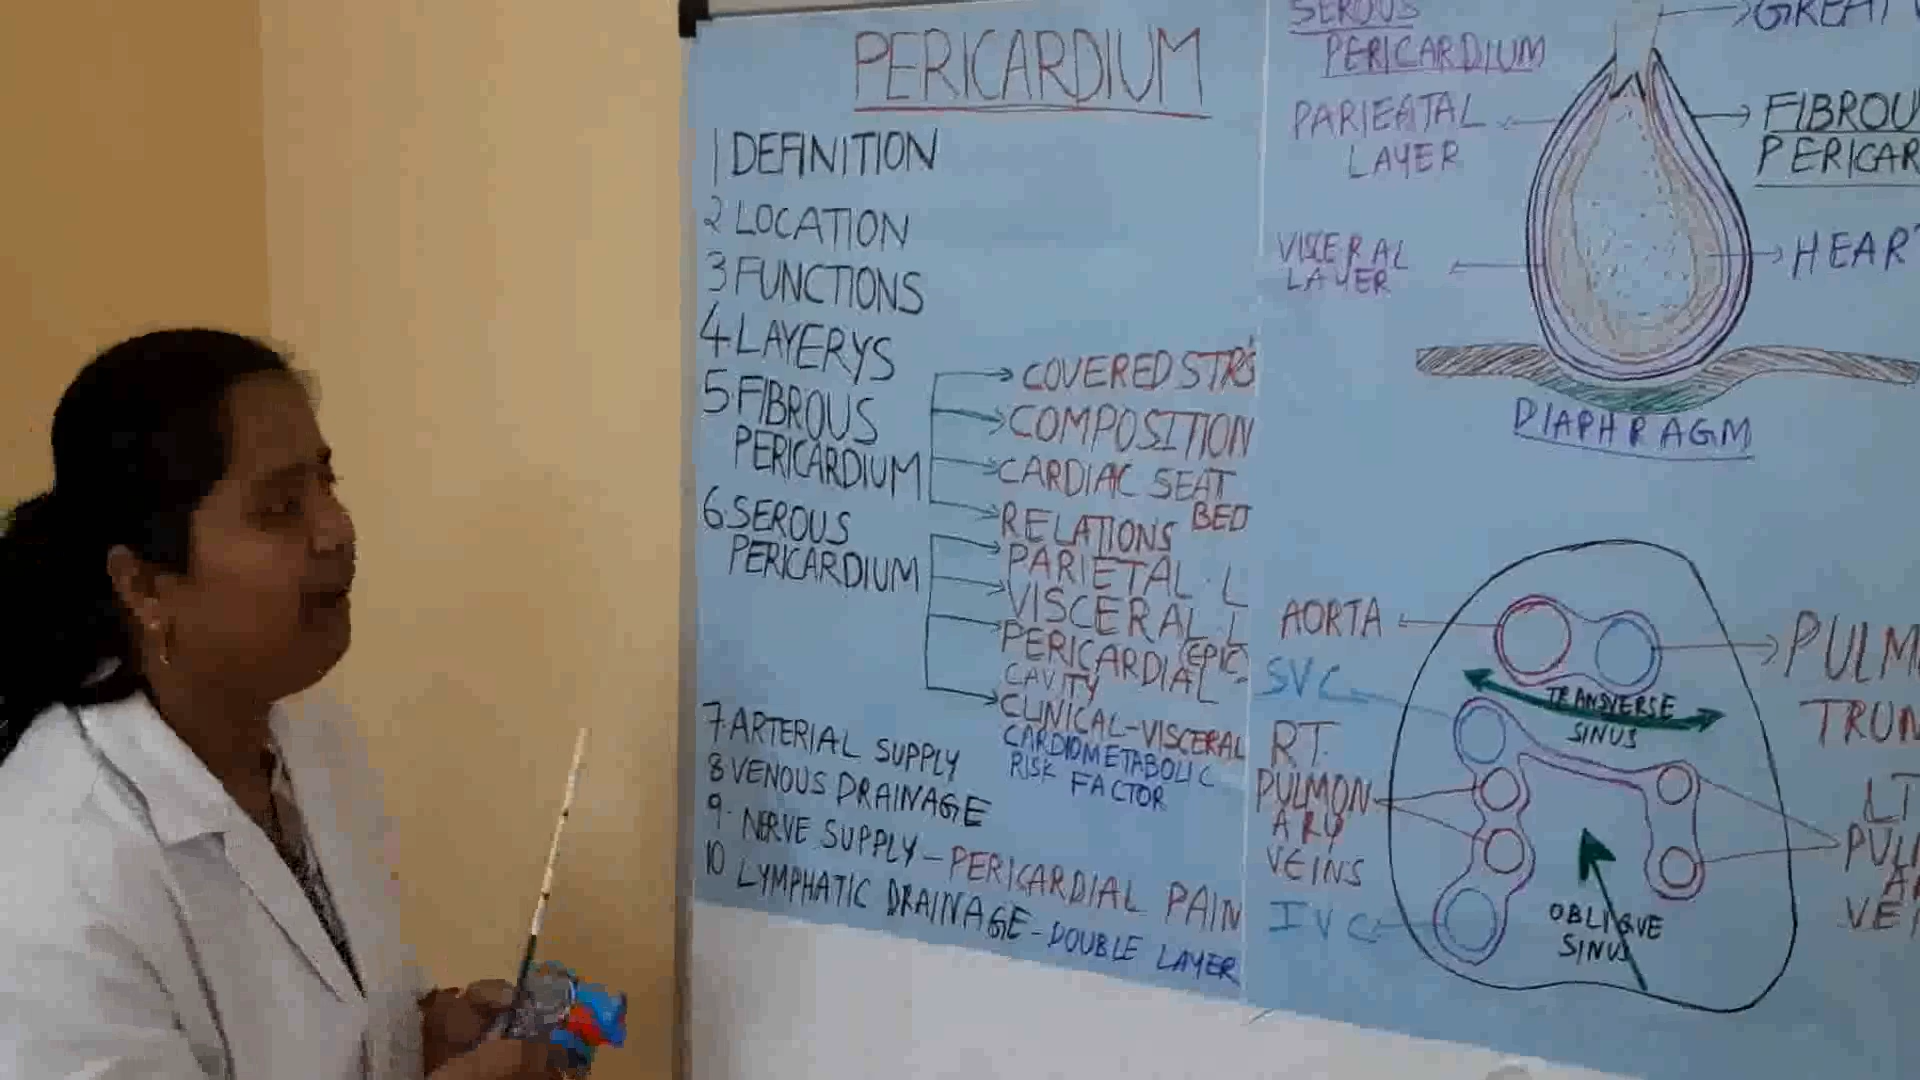 PERICARDIUM
1 DEFINITION
2 LOCATION
3 FUNCTIONS
4 LAYERYS
5 FIBROUS
PERICARDIUM
COVERED STRS
COMPOSITION
CARDIAC SEAT
BED
RELATIONS
6 SEROUS
PERICARDIUM
PARIETAL L
VISCERAL L
(EPIC)
PERICARDIAL
CAVITY
CLINICAL-VISCERAL
CARDIOMETABOLIC
RISK FACTOR
7 ARTERIAL SUPPLY
8 VENOUS DRAINAGE
9. NERVE SUPPLY - PERICARDIAL PAIN
10 LYMPHATIC DRAINAGE - DOUBLE LAYER
SEROUS
PERICARDIUM
PARIEATAL
LAYER
VISCERAL
LAYER
GREAT
FIBROU
PERICAR
HEART
DIAPHRAGM
AORTA
SVC
RT.
PULMON
ARY
VEINS
IVC
TRANSVERSE
SINUS
OBLIQUE
SINUS
PULM
TRUN
LT
PUL
VE